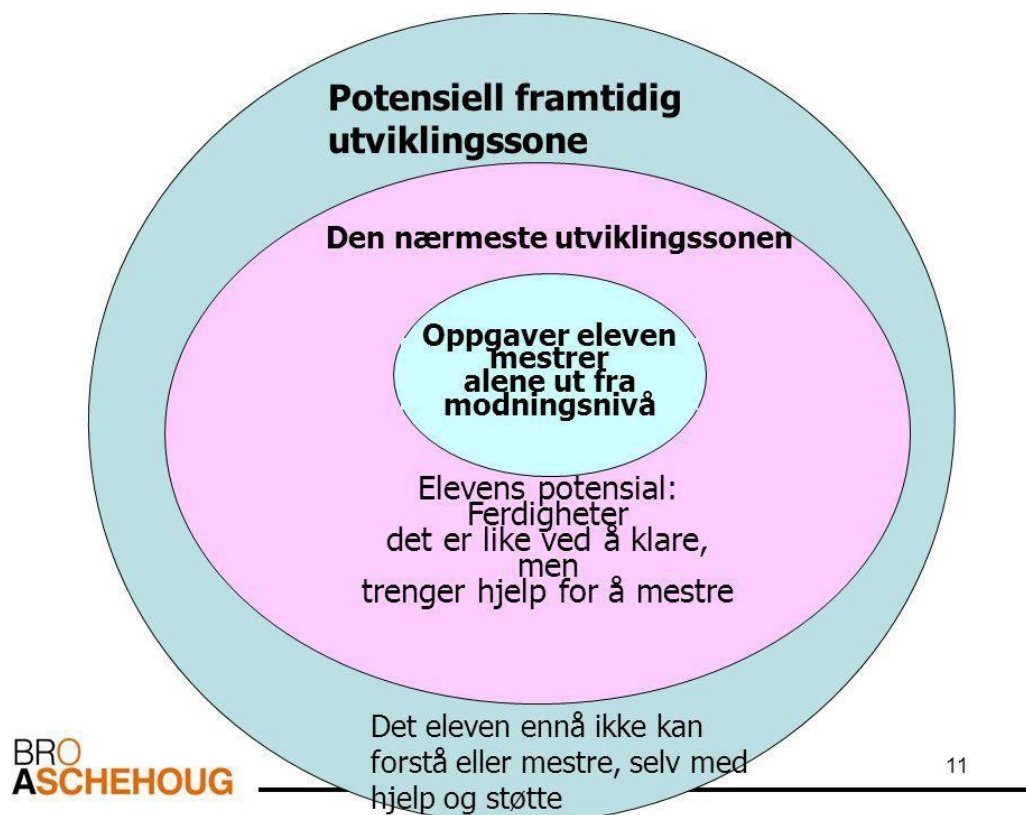 Potensiell framtidig
utviklingssone
Den nærmeste utviklingssonen
Oppgaver eleven
mestrer
alene ut fra
modningsnivå
Elevens potensial:
Ferdigheter
det er like ved å klare,
men
trenger hjelp for å mestre
Det eleven ennå ikke kan
forstå eller mestre, selv med
hjelp og støtte
BRO
ASCHEHOUG
11